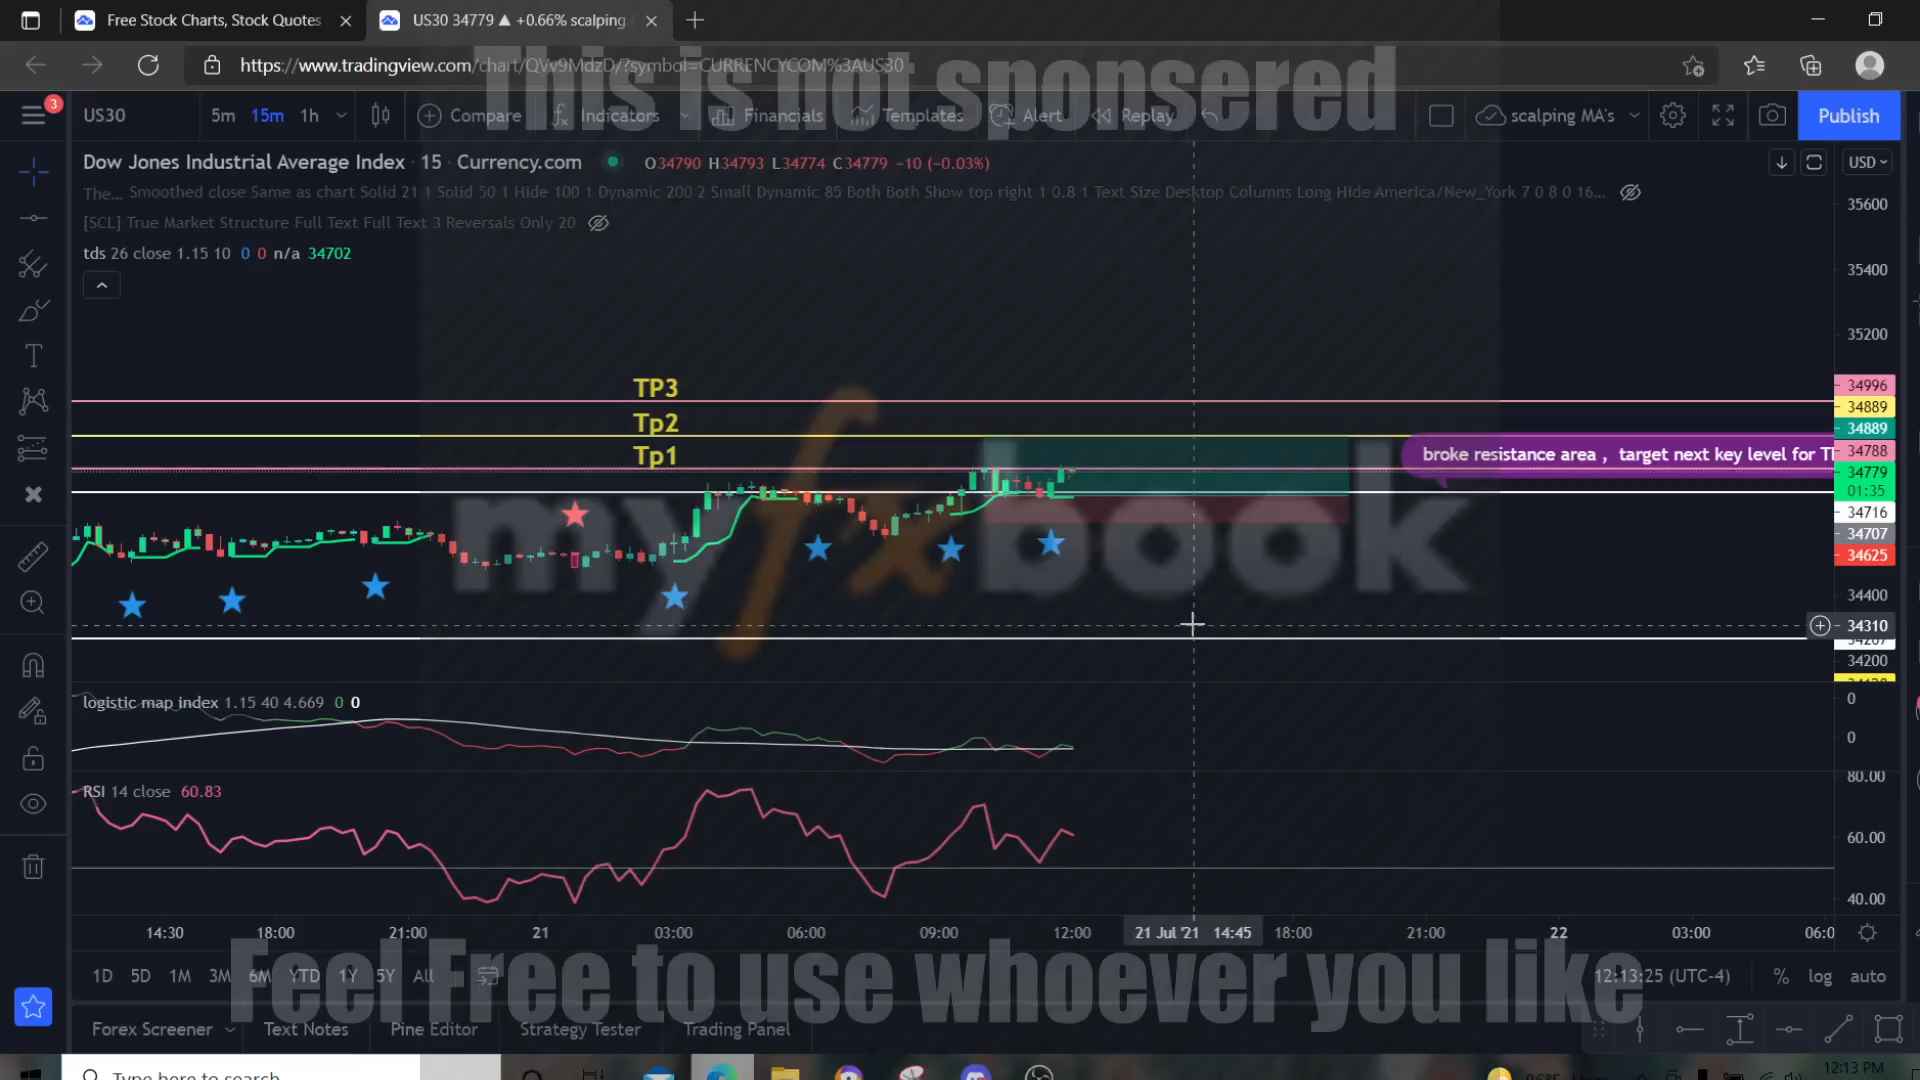 Free Stock Charts, Stock Quotes
US30 34779 ▲ +0.66% scalping
https://www.tradingview.com/chart/QVv9MdzD/?symbol=CURRENCYCOM%3AUS30
This is not sponsered
3
US30 5m 15m 1h Compare Indicators Financials Templates Alert Replay scalping MA's Publish
Dow Jones Industrial Average Index · 15 · Currency.com O34790 H34793 L34774 C34779 −10 (−0.03%)
USD
The... Smoothed close Same as chart Solid 21 1 Solid 50 1 Hide 100 1 Dynamic 200 2 Small Dynamic 85 Both Both Show top right 1 0.8 1 Text Size Desktop Columns Long Hide America/New_York 7 0 8 0 16...
[SCL] True Market Structure Full Text Full Text 3 Reversals Only 20
tds 26 close 1.15 10 0 0 n/a 34702
35600
35400
35200
TP3
34996
34889
Tp2
34889
Tp1
broke resistance area , target next key level for
34788
34779
01:35
34716
34707
34625
myfxbook
34400
34310
34200
logistic map index 1.15 40 4.669 0 0
0
0
80.00
RSI 14 close 60.83
60.00
40.00
14:30 18:00 21:00 21 03:00 06:00 09:00 12:00 21 Jul '21 14:45 18:00 21:00 22 03:00 06:0
1D 5D 1M 3M 6M YTD 1Y 5Y All
12:13:25 (UTC-4) % log auto
Feel Free to use whoever you like
Forex Screener Text Notes Pine Editor Strategy Tester Trading Panel
Type here to search
12:13 PM